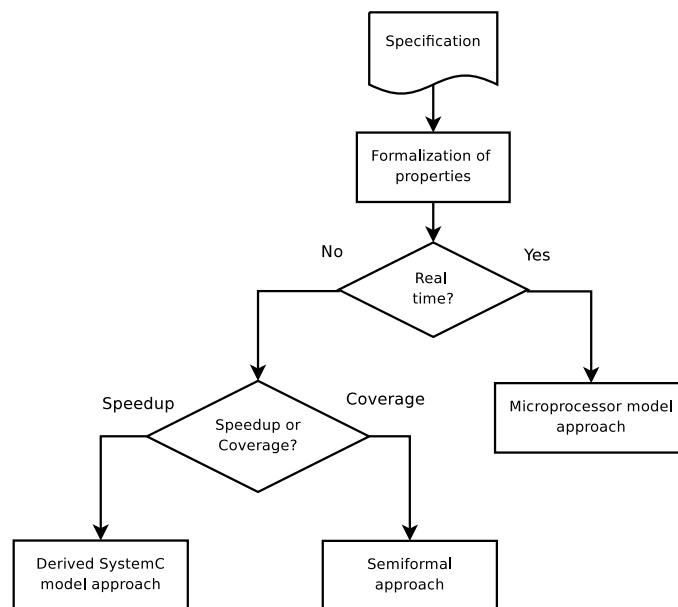 Specification
Formalization of
properties
No
Yes
Real
time?
Speedup
Coverage
Speedup or
Coverage?
Microprocessor model
approach
Derived SystemC
model approach
Semiformal
approach